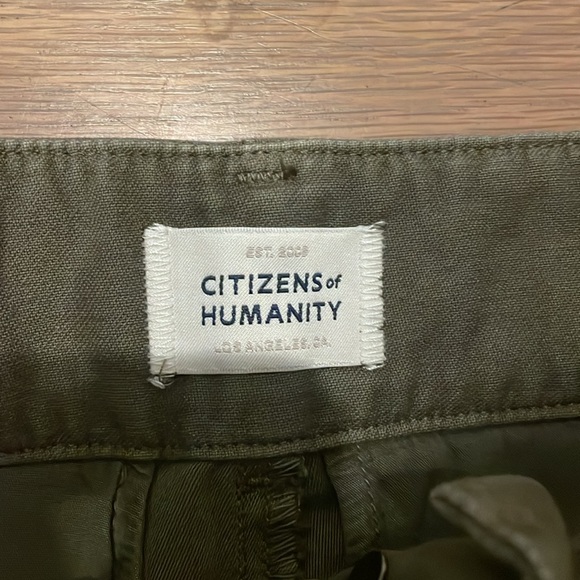 EST. 2003
CITIZENS of
HUMANITY
LOS ANGELES, CA.